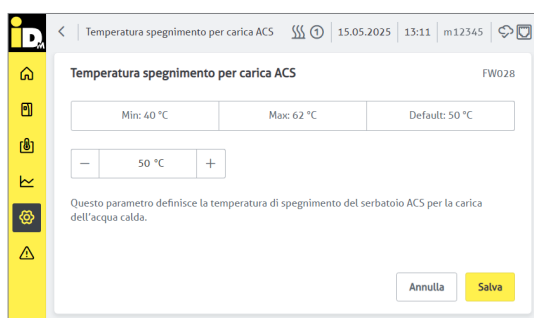 iD
M
Temperatura spegnimento per carica ACS 1 15.05.2025 13:11 m12345
Temperatura spegnimento per carica ACS FW028
Min: 40 °C Max: 62 °C Default: 50 °C
− 50 °C +
Questo parametro definisce la temperatura di spegnimento del serbatoio ACS per la carica
dell'acqua calda.
Annulla Salva